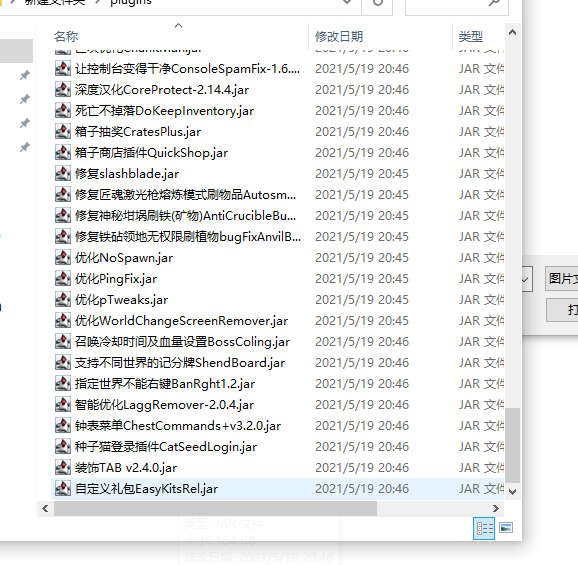 新建文件夹 › plugins
名称 修改日期 类型
让控制台变得干净ConsoleSpamFix-1.6.... 2021/5/19 20:46 JAR 文件
深度汉化CoreProtect-2.14.4.jar 2021/5/19 20:46 JAR 文件
死亡不掉落DoKeepInventory.jar 2021/5/19 20:46 JAR 文件
箱子抽奖CratesPlus.jar 2021/5/19 20:46 JAR 文件
箱子商店插件QuickShop.jar 2021/5/19 20:46 JAR 文件
修复slashblade.jar 2021/5/19 20:46 JAR 文件
修复匠魂激光枪熔炼模式刷物品Autosm... 2021/5/19 20:45 JAR 文件
修复神秘坩埚刷铁(矿物)AntiCrucibleBu... 2021/5/19 20:45 JAR 文件
修复铁砧领地无权限刷植物bugFixAnvilB... 2021/5/19 20:45 JAR 文件
优化NoSpawn.jar 2021/5/19 20:45 JAR 文件
优化PingFix.jar 2021/5/19 20:45 JAR 文件
优化pTweaks.jar 2021/5/19 20:46 JAR 文件
优化WorldChangeScreenRemover.jar 2021/5/19 20:46 JAR 文件
召唤冷却时间及血量设置BossColing.jar 2021/5/19 20:46 JAR 文件
支持不同世界的记分牌ShendBoard.jar 2021/5/19 20:46 JAR 文件
指定世界不能右键BanRght1.2.jar 2021/5/19 20:46 JAR 文件
智能优化LaggRemover-2.0.4.jar 2021/5/19 20:46 JAR 文件
钟表菜单ChestCommands+v3.2.0.jar 2021/5/19 20:46 JAR 文件
种子猫登录插件CatSeedLogin.jar 2021/5/19 20:46 JAR 文件
装饰TAB v2.4.0.jar 2021/5/19 20:46 JAR 文件
自定义礼包EasyKitsRel.jar 2021/5/19 20:46 JAR 文件
图片文
打
类型: JAR 文件
修改日期: 2021/5/19 20:46